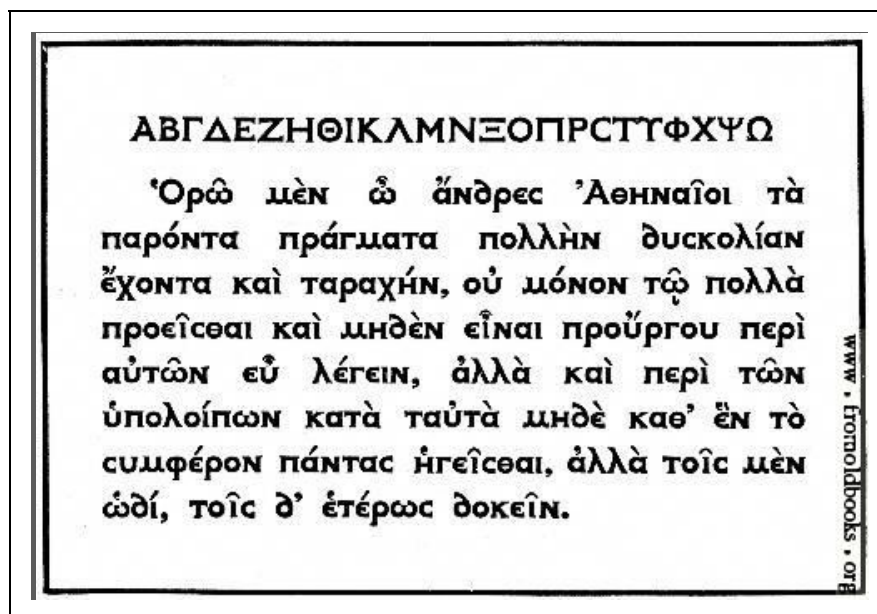 ΑΒΓΔΕΖΗΘΙΚΛΜΝΞΟΠΡϹΤΥΦΧΨΩ
Ὁρῶ μὲν ὦ ἄνδρεϲ Ἀθηναῖοι τὰ
παρόντα πράγματα πολλὴν δυϲκολίαν
ἔχοντα καὶ ταραχήν, οὐ μόνον τῷ πολλὰ
προεῖϲθαι καὶ μηδὲν εἶναι προὔργου περὶ
αὐτῶν εὖ λέγειν, ἀλλὰ καὶ περὶ τῶν
ὑπολοίπων κατὰ ταὐτὰ μηδὲ καθ’ ἓν τὸ
ϲυμφέρον πάνταϲ ἡγεῖϲθαι, ἀλλὰ τοῖϲ μὲν
ὡδί, τοῖϲ δ’ ἑτέρωϲ δοκεῖν.
www . fromoldbooks . org